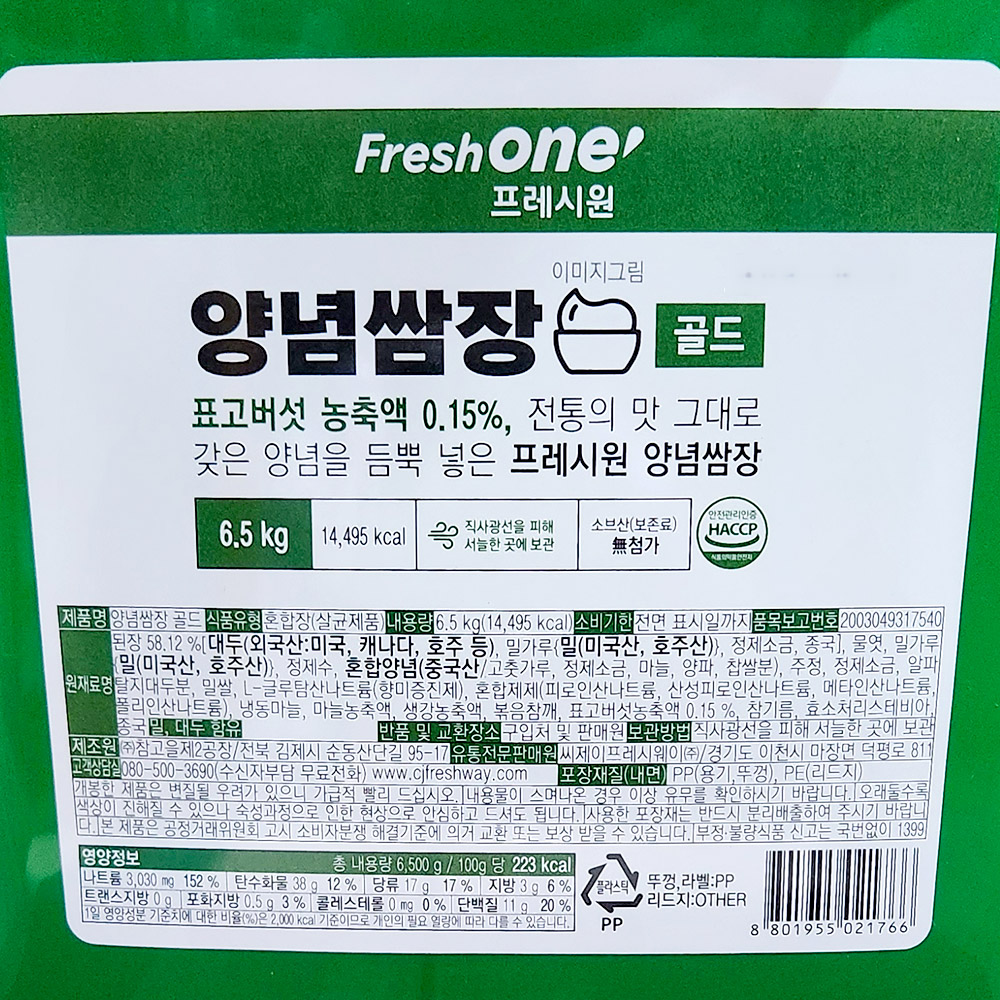 Freshone
프레시원
이미지그림
양념쌈장 골드
표고버섯 농축액 0.15%, 전통의 맛 그대로
갖은 양념을 듬뿍 넣은 프레시원 양념쌈장
6.5 kg 14,495 kcal 직사광선을 피해 서늘한 곳에 보관 소브산(보존료) 無첨가 안전관리인증 HACCP 식품의약품안전처
제품명 양념쌈장 골드 식품유형 혼합장(살균제품) 내용량 6.5 kg(14,495 kcal) 소비기한 전면 표시일까지 품목보고번호 2003049317540
원재료명 된장 58.12 %[대두(외국산:미국, 캐나다, 호주 등), 밀가루{밀(미국산, 호주산)}, 정제소금, 종국], 물엿, 밀가루
{밀(미국산, 호주산)}, 정제수, 혼합양념(중국산/고춧가루, 정제소금, 마늘, 양파, 찹쌀분), 주정, 정제소금, 알파
탈지대두분, 밀쌀, L-글루탐산나트륨(향미증진제), 혼합제제(피로인산나트륨, 산성피로인산나트륨, 메타인산나트륨,
폴리인산나트륨), 냉동마늘, 마늘농축액, 생강농축액, 볶음참깨, 표고버섯농축액 0.15 %, 참기름, 효소처리스테비아,
종국 밀, 대두 함유 반품 및 교환장소 구입처 및 판매원 보관방법 직사광선을 피해 서늘한 곳에 보관
제조원 ㈜참고을제2공장/전북 김제시 순동산단길 95-17 유통전문판매원 씨제이프레시웨이㈜/경기도 이천시 마장면 덕평로 811
고객상담실 080-500-3690(수신자부담 무료전화) www.cjfreshway.com 포장재질(내면) PP(용기,뚜껑), PE(리드지)
개봉한 제품은 변질될 우려가 있으니 가급적 빨리 드십시오. 내용물이 스며나온 경우 이상 유무를 확인하시기 바랍니다. 오래둘수록
색상이 진해질 수 있으나 숙성과정으로 인한 현상으로 안심하고 드셔도 됩니다. 사용한 포장재는 반드시 분리배출하여 주시기 바랍니
다. 본 제품은 공정거래위원회 고시 소비자분쟁 해결기준에 의거 교환 또는 보상 받을 수 있습니다. 부정·불량식품 신고는 국번없이 1399
영양정보 총 내용량 6,500 g / 100g 당 223 kcal
나트륨 3,030 mg 152 % 탄수화물 38 g 12 % 당류 17 g 17 % 지방 3 g 6 %
트랜스지방 0 g 포화지방 0.5 g 3 % 콜레스테롤 0 mg 0 % 단백질 11 g 20 %
1일 영양성분 기준치에 대한 비율(%)은 2,000 kcal 기준이므로 개인의 필요 열량에 따라 다를 수 있습니다.
플라스틱
PP
뚜껑,라벨:PP
리드지:OTHER
8 801955 021766